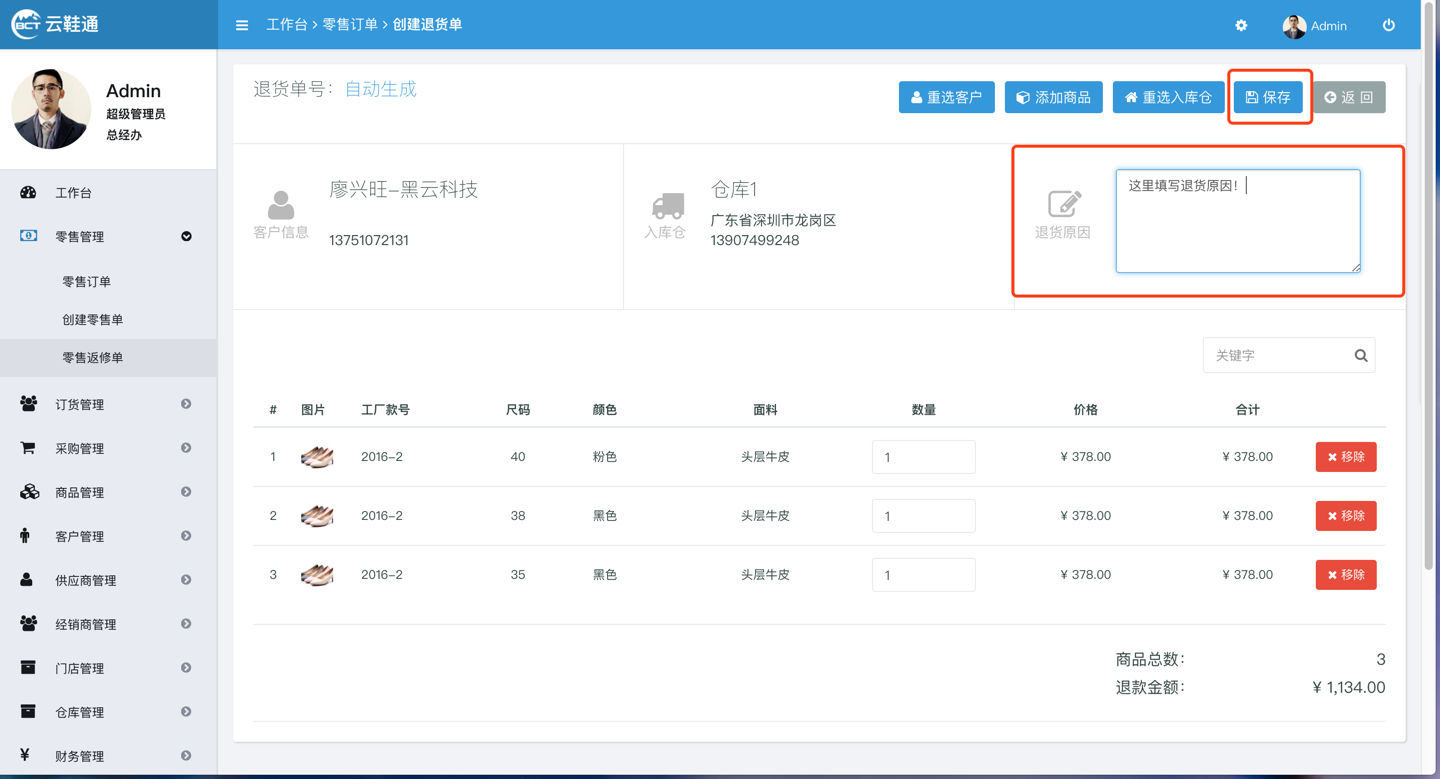 BCT 云鞋通
工作台 > 零售订单 > 创建退货单
Admin
Admin
超级管理员
总经办
工作台
零售管理
零售订单
创建零售单
零售返修单
订货管理
采购管理
商品管理
客户管理
供应商管理
经销商管理
门店管理
仓库管理
¥ 财务管理
退货单号: 自动生成
重选客户 添加商品 重选入库仓 保存 返 回
客户信息
廖兴旺-黑云科技
13751072131
入库仓
仓库1
广东省深圳市龙岗区
13907499248
退货原因
这里填写退货原因!
关键字
# 图片 工厂款号 尺码 颜色 面料 数量 价格 合计
1 2016-2 40 粉色 头层牛皮 1 ¥ 378.00 ¥ 378.00 移除
2 2016-2 38 黑色 头层牛皮 1 ¥ 378.00 ¥ 378.00 移除
3 2016-2 35 黑色 头层牛皮 1 ¥ 378.00 ¥ 378.00 移除
商品总数: 3
退款金额: ¥ 1,134.00